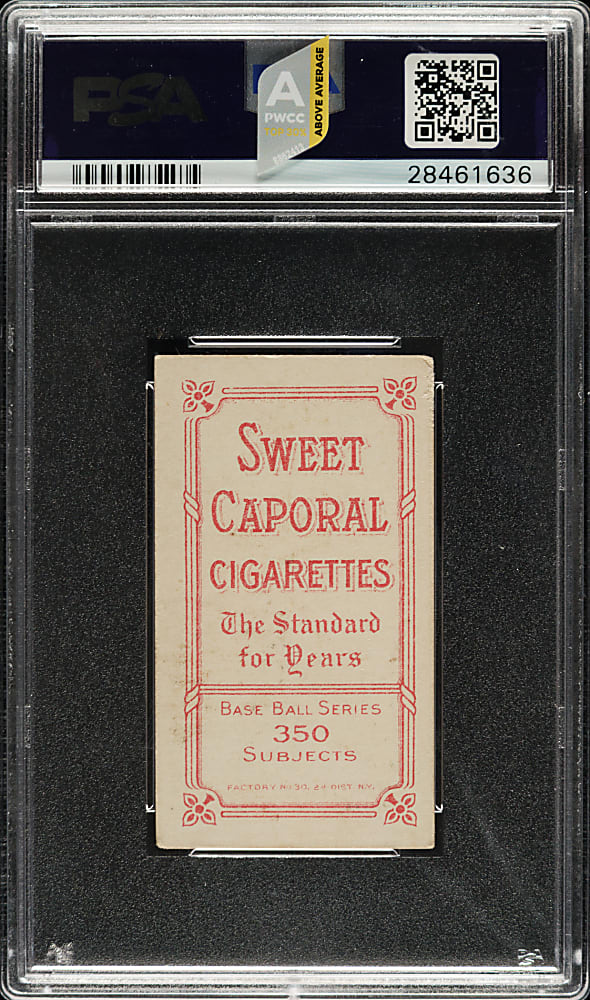 PSA
A
PWCC
TOP 30%
ABOVE AVERAGE
28461636
SWEET
CAPORAL
CIGARETTES
The Standard
for Years
BASE BALL SERIES
350
SUBJECTS
FACTORY No 30, 2d DIST. N.Y.